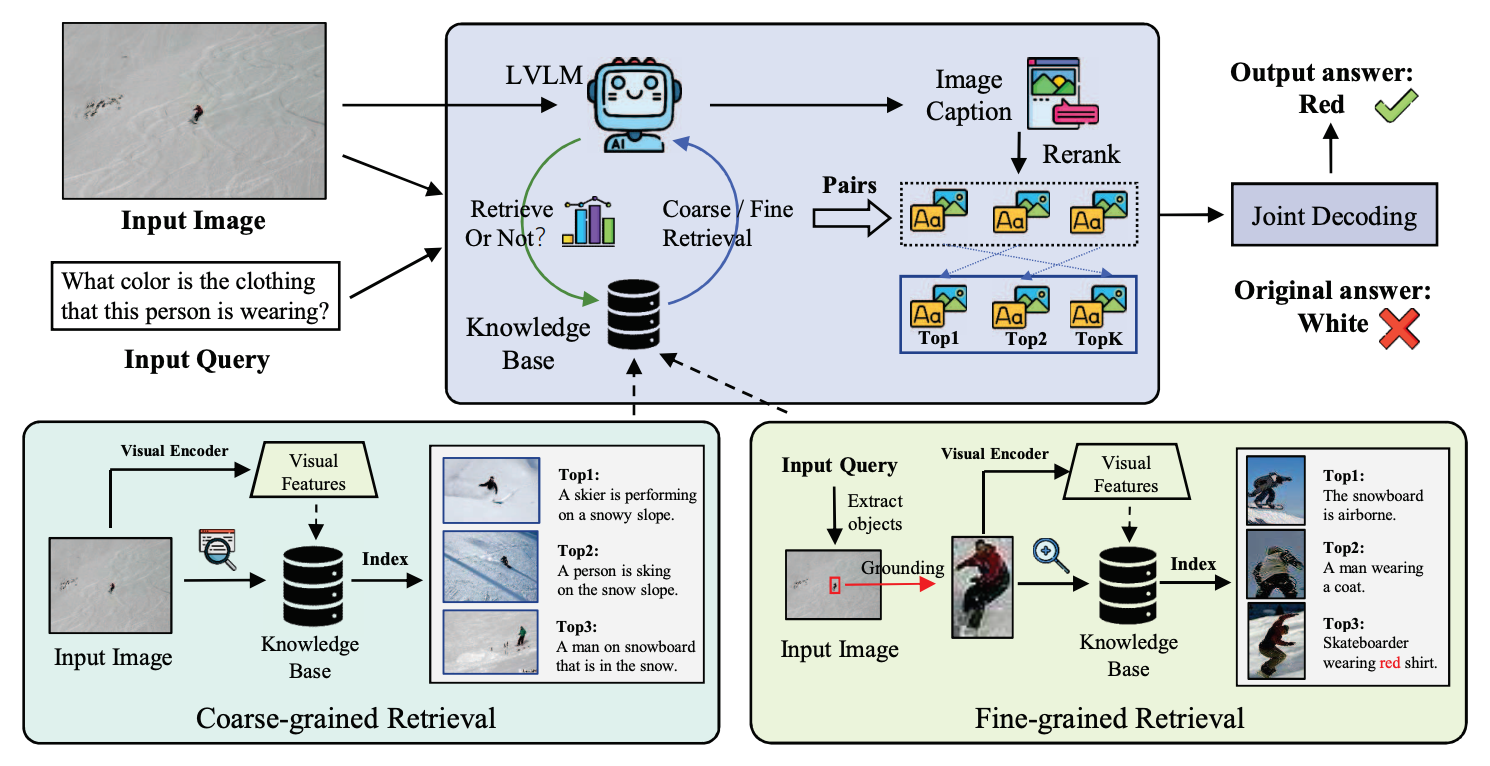 LVLM
Image
Caption
Rerank
Output answer:
Red
Input Image
Retrieve
Or Not?
Coarse / Fine
Retrieval
Pairs
Aa
Aa
Aa
Joint Decoding
What color is the clothing
that this person is wearing?
Input Query
Knowledge
Base
AI
Aa
Aa
Aa
Top1
Top2
TopK
Original answer:
White
Visual Encoder
Visual
Features
Index
Input Image
Knowledge
Base
Top1:
A skier is performing
on a snowy slope.
Top2:
A person is sking
on the snow slope.
Top3:
A man on snowboard
that is in the snow.
Coarse-grained Retrieval
Input Query
Extract
objects
Grounding
Input Image
Visual Encoder
Visual
Features
Index
Knowledge
Base
Top1:
The snowboard
is airborne.
Top2:
A man wearing
a coat.
Top3:
Skateboarder
wearing red shirt.
Fine-grained Retrieval